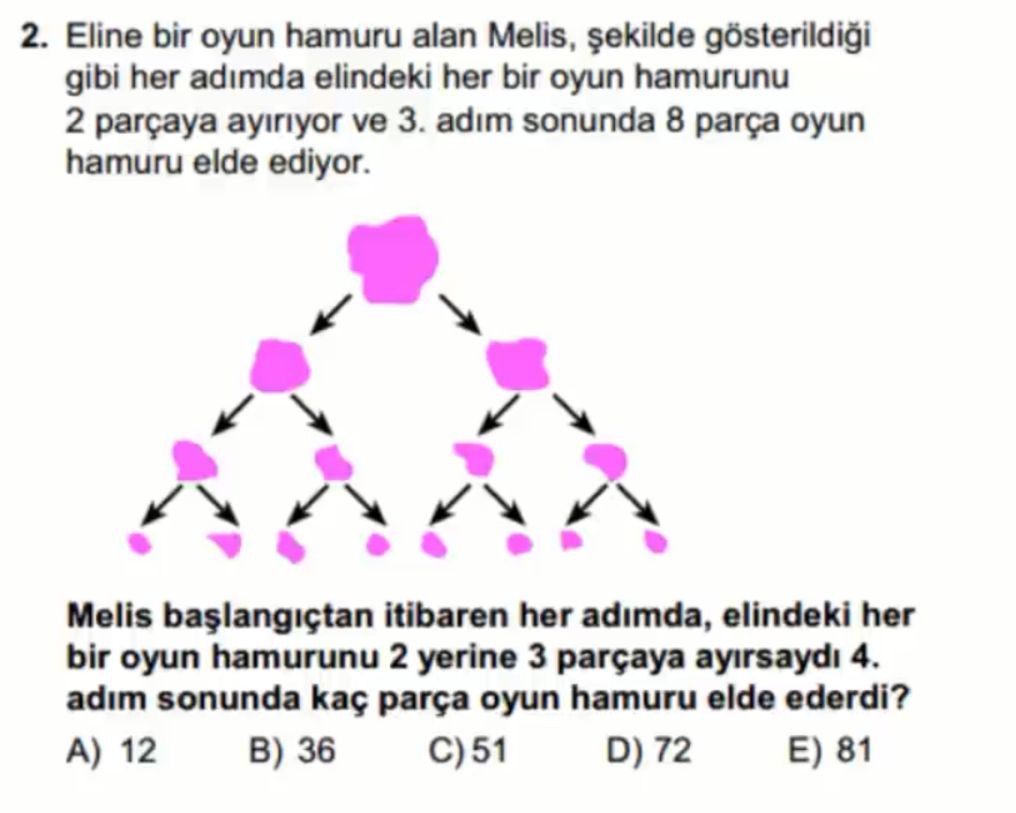 2. Eline bir oyun hamuru alan Melis, şekilde gösterildiği
gibi her adımda elindeki her bir oyun hamurunu
2 parçaya ayırıyor ve 3. adım sonunda 8 parça oyun
hamuru elde ediyor.
Melis başlangıçtan itibaren her adımda, elindeki her
bir oyun hamurunu 2 yerine 3 parçaya ayırsaydı 4.
adım sonunda kaç parça oyun hamuru elde ederdi?
A) 12 B) 36 C) 51 D) 72 E) 81